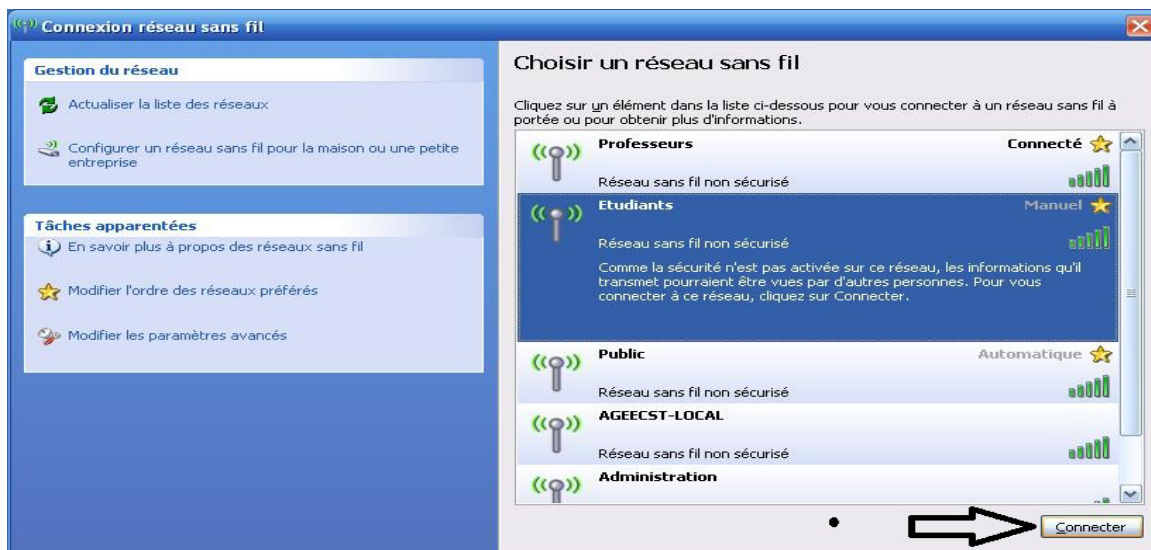 Connexion réseau sans fil
Gestion du réseau
Actualiser la liste des réseaux
Configurer un réseau sans fil pour la maison ou une petite
entreprise
Tâches apparentées
En savoir plus à propos des réseaux sans fil
Modifier l'ordre des réseaux préférés
Modifier les paramètres avancés
Choisir un réseau sans fil
Cliquez sur un élément dans la liste ci-dessous pour vous connecter à un réseau sans fil à
portée ou pour obtenir plus d'informations.
Professeurs Connecté
Réseau sans fil non sécurisé
Etudiants Manuel
Réseau sans fil non sécurisé
Comme la sécurité n'est pas activée sur ce réseau, les informations qu'il
transmet pourraient être vues par d'autres personnes. Pour vous
connecter à ce réseau, cliquez sur Connecter.
Public Automatique
Réseau sans fil non sécurisé
AGEECST-LOCAL
Réseau sans fil non sécurisé
Administration
Connecter